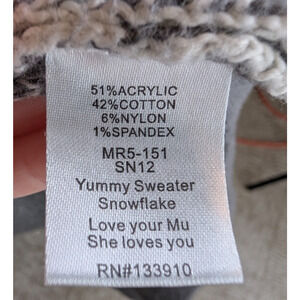 51%ACRYLIC
42%COTTON
6%NYLON
1%SPANDEX
MR5-151
SN12
Yummy Sweater
Snowflake
Love your Mu
She loves you
RN#133910